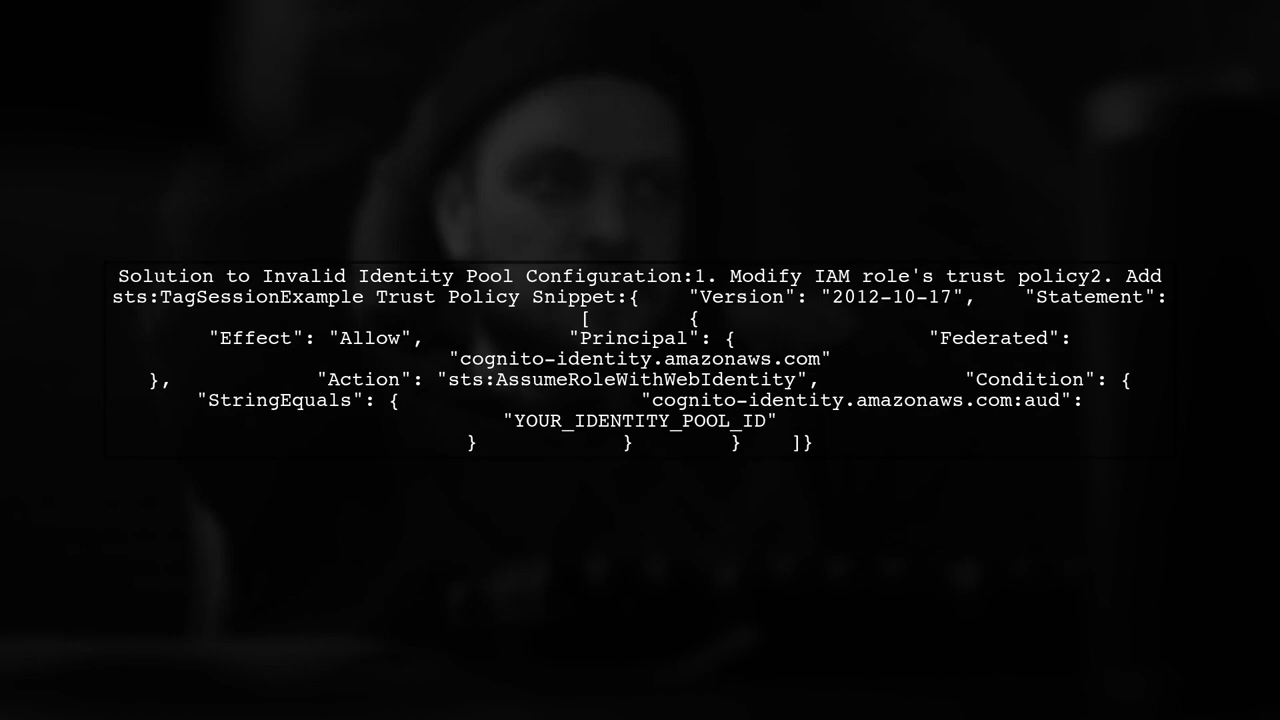 Solution to Invalid Identity Pool Configuration:1. Modify IAM role's trust policy2. Add
sts:TagSessionExample Trust Policy Snippet:{    "Version": "2012-10-17",    "Statement":
[        {
"Effect": "Allow",            "Principal": {                "Federated":
"cognito-identity.amazonaws.com"
},            "Action": "sts:AssumeRoleWithWebIdentity",            "Condition": {
"StringEquals": {                    "cognito-identity.amazonaws.com:aud":
"YOUR_IDENTITY_POOL_ID"
}            }        }    ]}